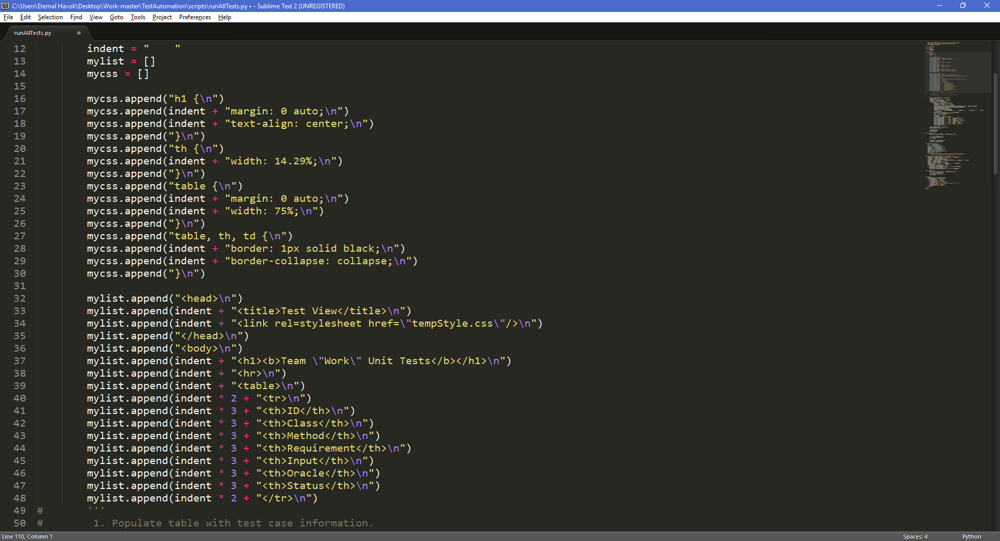 C:\Users\Eternal Havok\Desktop\Work-master\TestAutomation\scripts\runAllTests.py • - Sublime Text 2 (UNREGISTERED)
File Edit Selection Find View Goto Tools Project Preferences Help
runAllTests.py
12         indent = "    "
13         mylist = []
14         mycss = []
15
16         mycss.append("h1 {\n")
17         mycss.append(indent + "margin: 0 auto;\n")
18         mycss.append(indent + "text-align: center;\n")
19         mycss.append("}\n")
20         mycss.append("th {\n")
21         mycss.append(indent + "width: 14.29%;\n")
22         mycss.append("}\n")
23         mycss.append("table {\n")
24         mycss.append(indent + "margin: 0 auto;\n")
25         mycss.append(indent + "width: 75%;\n")
26         mycss.append("}\n")
27         mycss.append("table, th, td {\n")
28         mycss.append(indent + "border: 1px solid black;\n")
29         mycss.append(indent + "border-collapse: collapse;\n")
30         mycss.append("}\n")
31
32         mylist.append("<head>\n")
33         mylist.append(indent + "<title>Test View</title>\n")
34         mylist.append(indent + "<link rel=stylesheet href=\"tempStyle.css\"/>\n")
35         mylist.append("</head>\n")
36         mylist.append("<body>\n")
37         mylist.append(indent + "<h1><b>Team \"Work\" Unit Tests</b></h1>\n")
38         mylist.append(indent + "<hr>\n")
39         mylist.append(indent + "<table>\n")
40         mylist.append(indent * 2 + "<tr>\n")
41         mylist.append(indent * 3 + "<th>ID</th>\n")
42         mylist.append(indent * 3 + "<th>Class</th>\n")
43         mylist.append(indent * 3 + "<th>Method</th>\n")
44         mylist.append(indent * 3 + "<th>Requirement</th>\n")
45         mylist.append(indent * 3 + "<th>Input</th>\n")
46         mylist.append(indent * 3 + "<th>Oracle</th>\n")
47         mylist.append(indent * 3 + "<th>Status</th>\n")
48         mylist.append(indent * 2 + "</tr>\n")
49 #       '''
50 #        1. Populate table with test case information.
Line 110, Column 1 Spaces: 4 Python